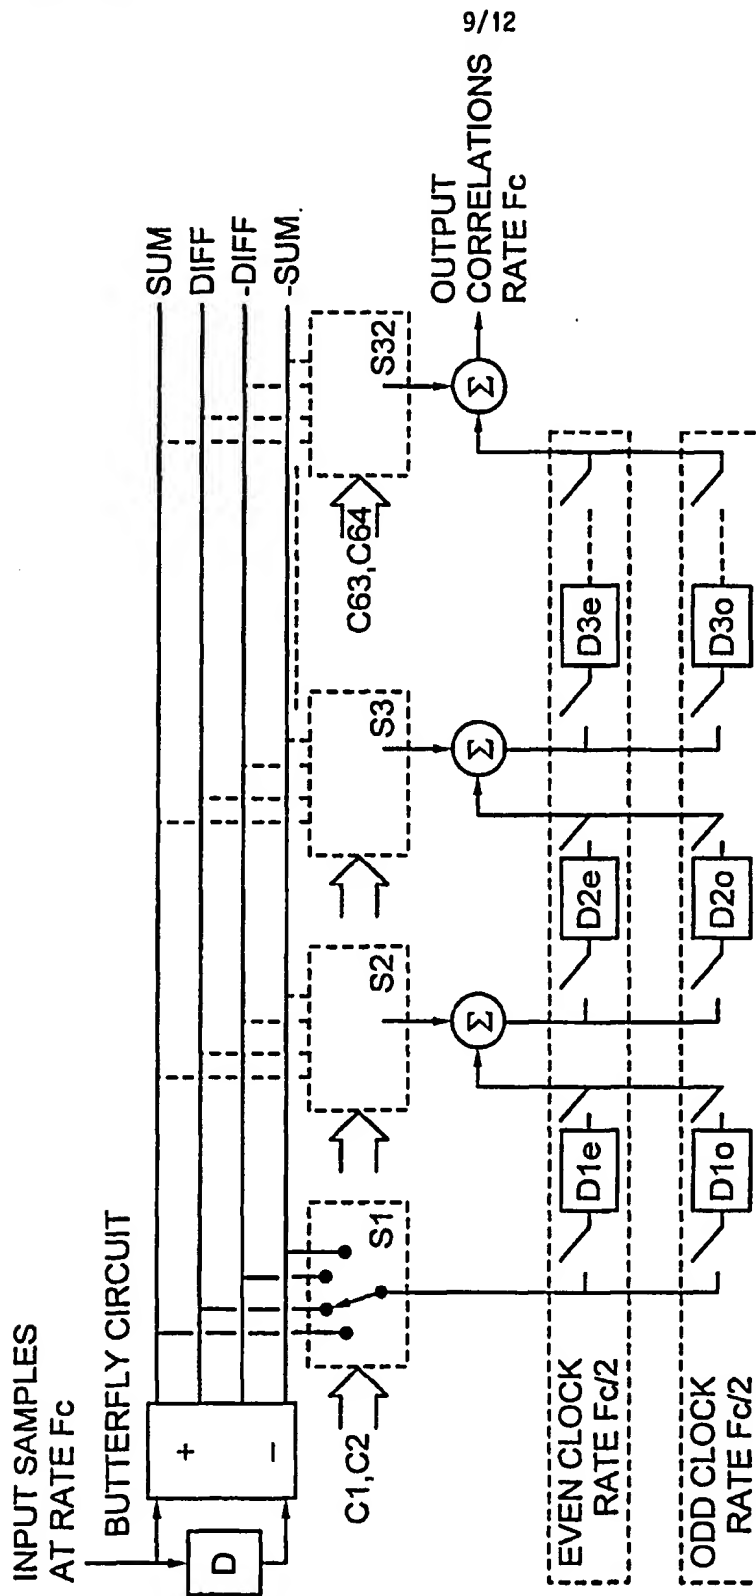 9/12
INPUT SAMPLES
AT RATE Fc
D
BUTTERFLY CIRCUIT
+
−
SUM
DIFF
-DIFF
-SUM
C1,C2
S1
S2
S3
C63,C64
S32
Σ
Σ
Σ
OUTPUT
CORRELATIONS
RATE Fc
EVEN CLOCK
RATE Fc/2
D1e
D2e
D3e
ODD CLOCK
RATE Fc/2
D1o
D2o
D3o